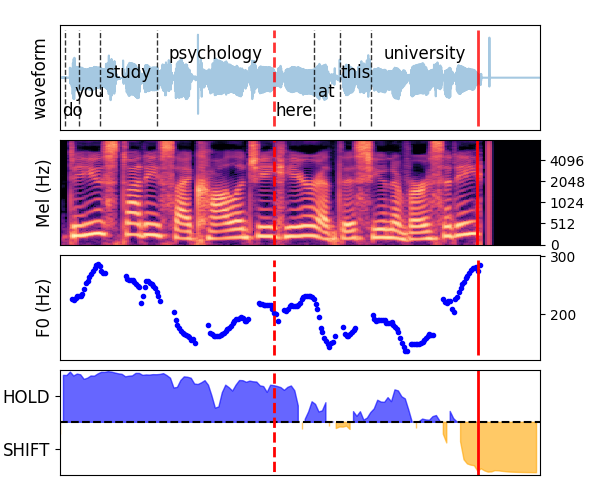 waveform
do you study psychology here at this university
Mel (Hz)
4096
2048
1024
512
0
F0 (Hz)
300
200
HOLD
SHIFT